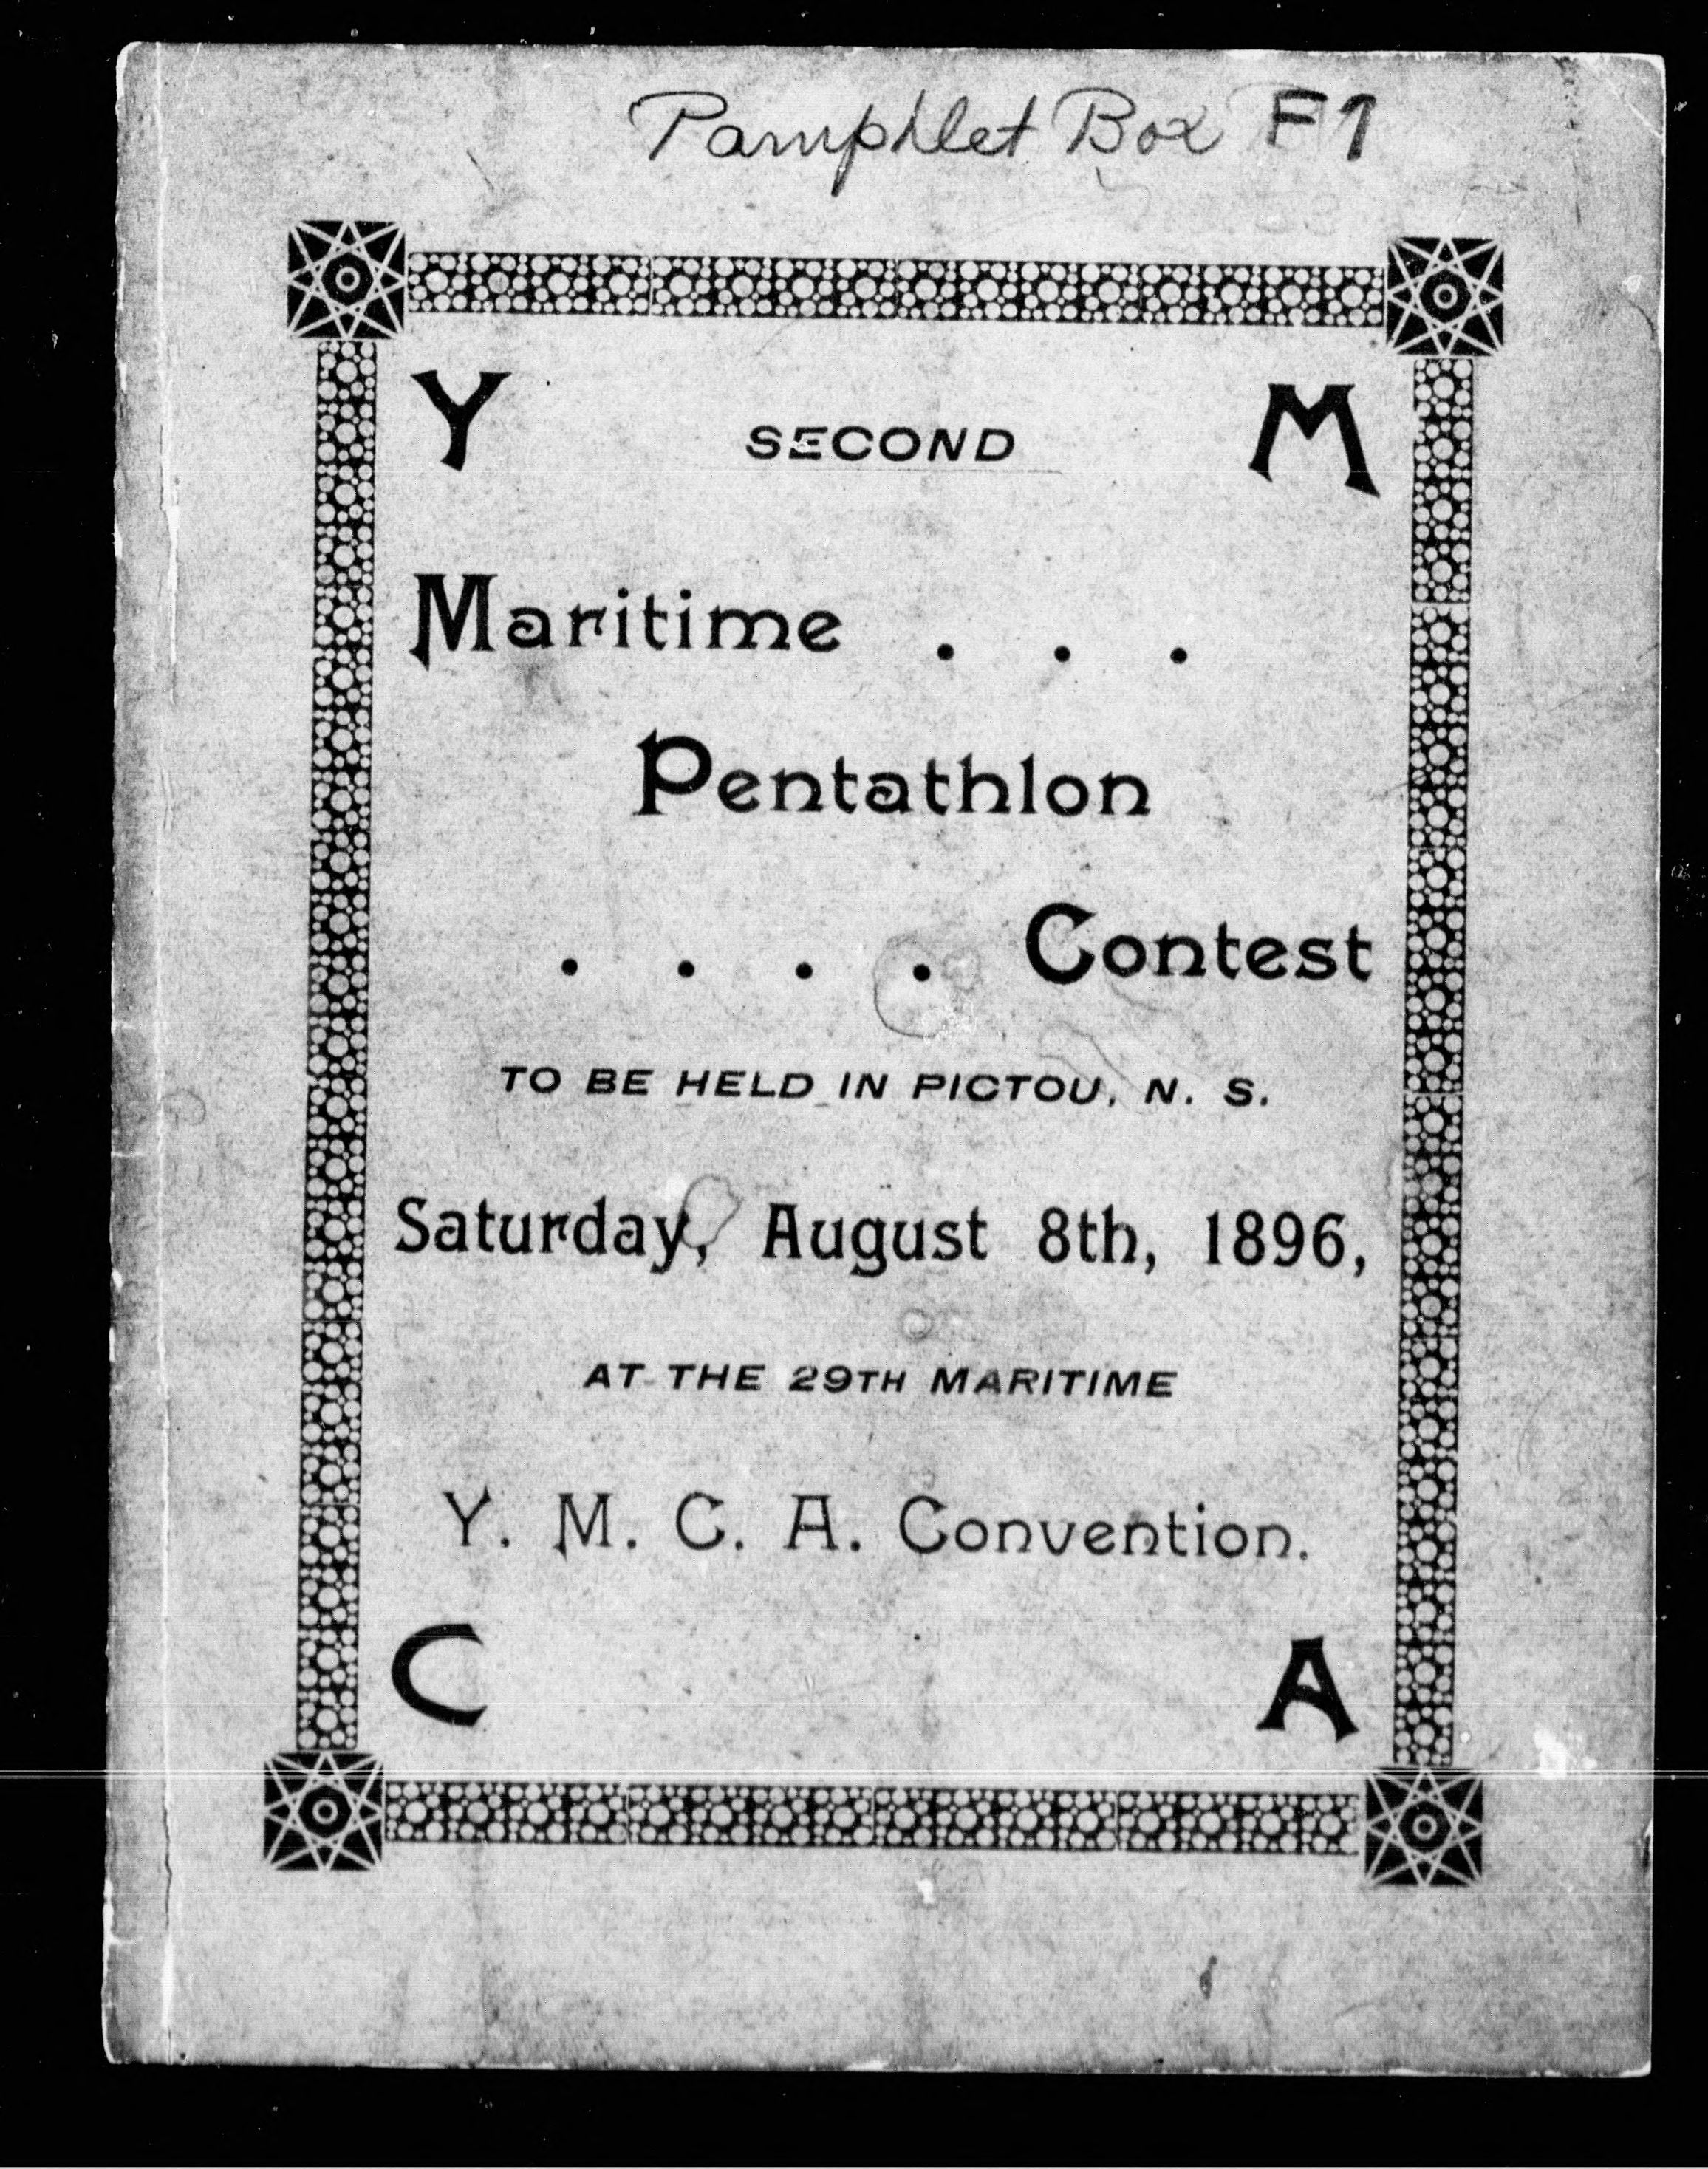 Pamphlet Box F1
Y M
SECOND
Maritime . . .
Pentathlon
. . . . Contest
TO BE HELD IN PICTOU, N. S.
Saturday, August 8th, 1896,
AT THE 29TH MARITIME
Y. M. C. A. Convention.
C A